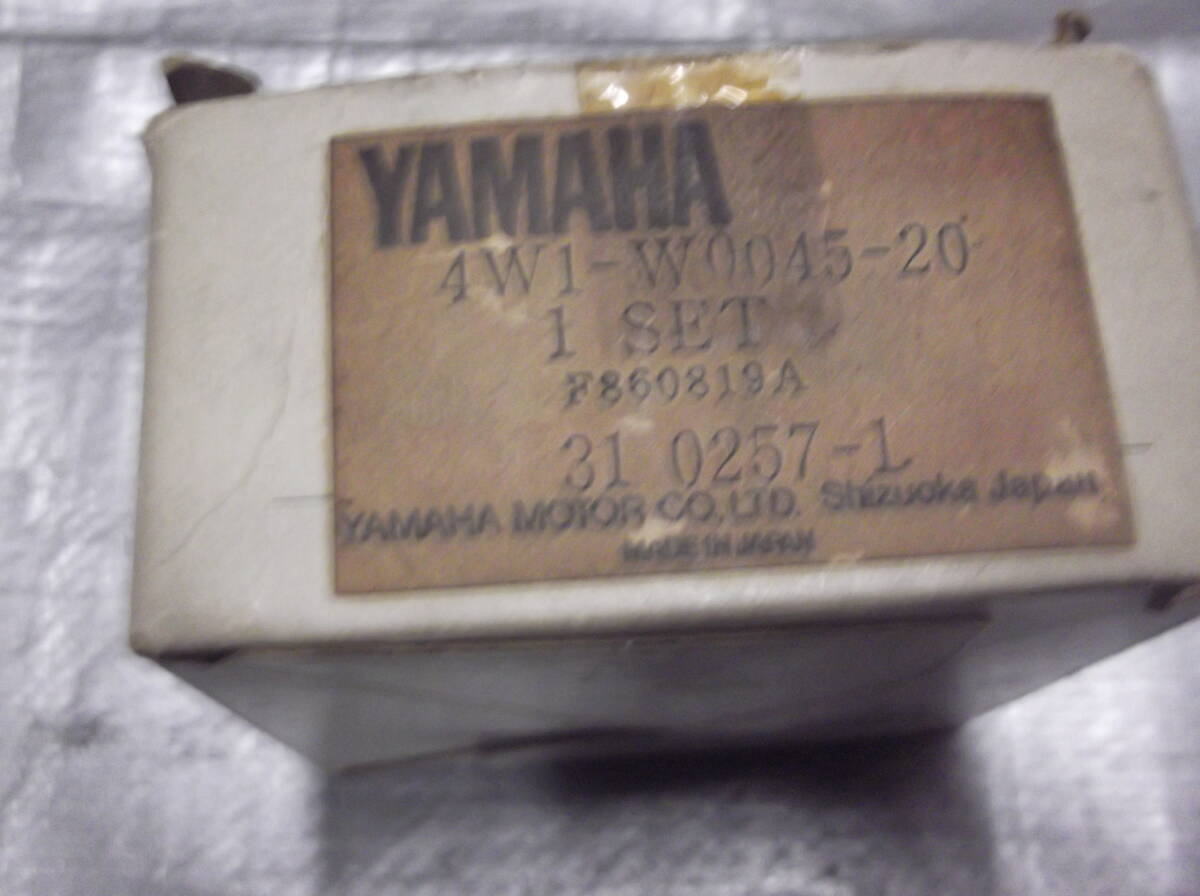 YAMAHA
4W1-W0045-20
1 SET
F860819A
31 0257-1
YAMAHA MOTOR CO., LTD. Shizuoka Japan
MADE IN JAPAN